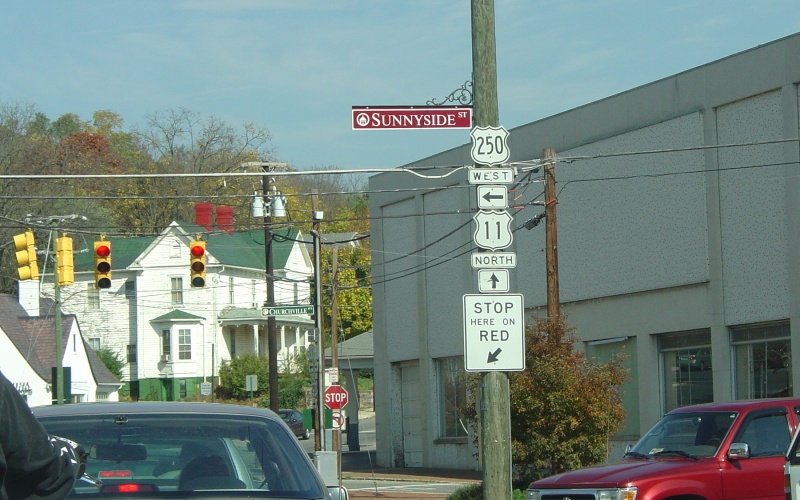 SUNNYSIDE ST
250
WEST
11
NORTH
STOP
HERE ON
RED
CHURCHVILLE
STOP